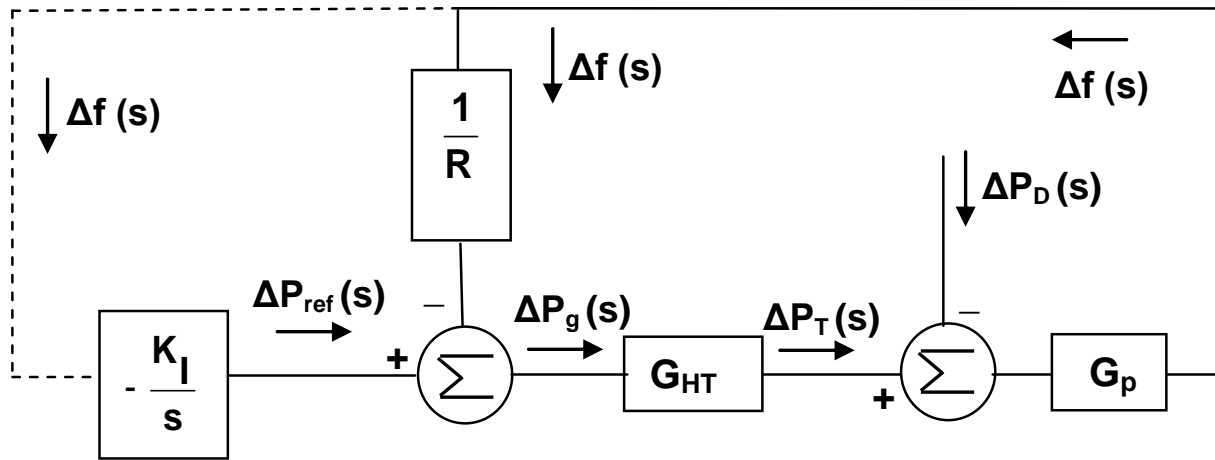 Δf (s)
Δf (s)
Δf (s)
1
R
ΔP_D (s)
ΔP_ref (s)
−
ΔP_g (s)
ΔP_T (s)
−
- K_I
s
+
Σ
G_HT
+
Σ
G_p